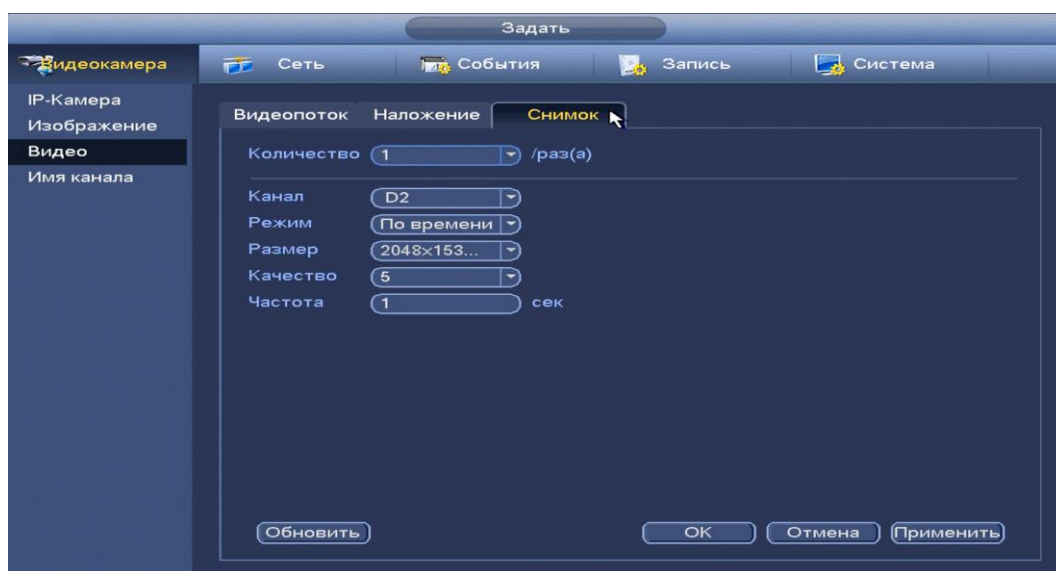 Задать
Видеокамера Сеть События Запись Система
IP-Камера
Изображение
Видео
Имя канала
Видеопоток Наложение Снимок
Количество 1 /раз(а)
Канал D2
Режим По времени
Размер 2048×153...
Качество 5
Частота 1 сек
Обновить OK Отмена Применить